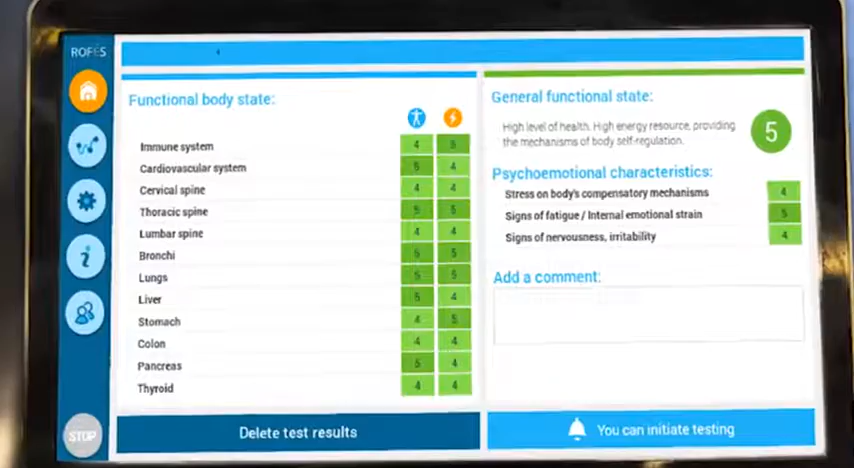 ROFES
Functional body state:
Immune system 4 5
Cardiovascular system 5 4
Cervical spine 4 4
Thoracic spine 5 5
Lumbar spine 4 4
Bronchi 5 5
Lungs 5 5
Liver 5 4
Stomach 4 5
Colon 4 4
Pancreas 5 4
Thyroid 4 4
Delete test results
General functional state:
High level of health. High energy resource, providing
the mechanisms of body self-regulation.
5
Psychoemotional characteristics:
Stress on body's compensatory mechanisms 4
Signs of fatigue / Internal emotional strain 5
Signs of nervousness, irritability 4
Add a comment:
You can initiate testing
STOP